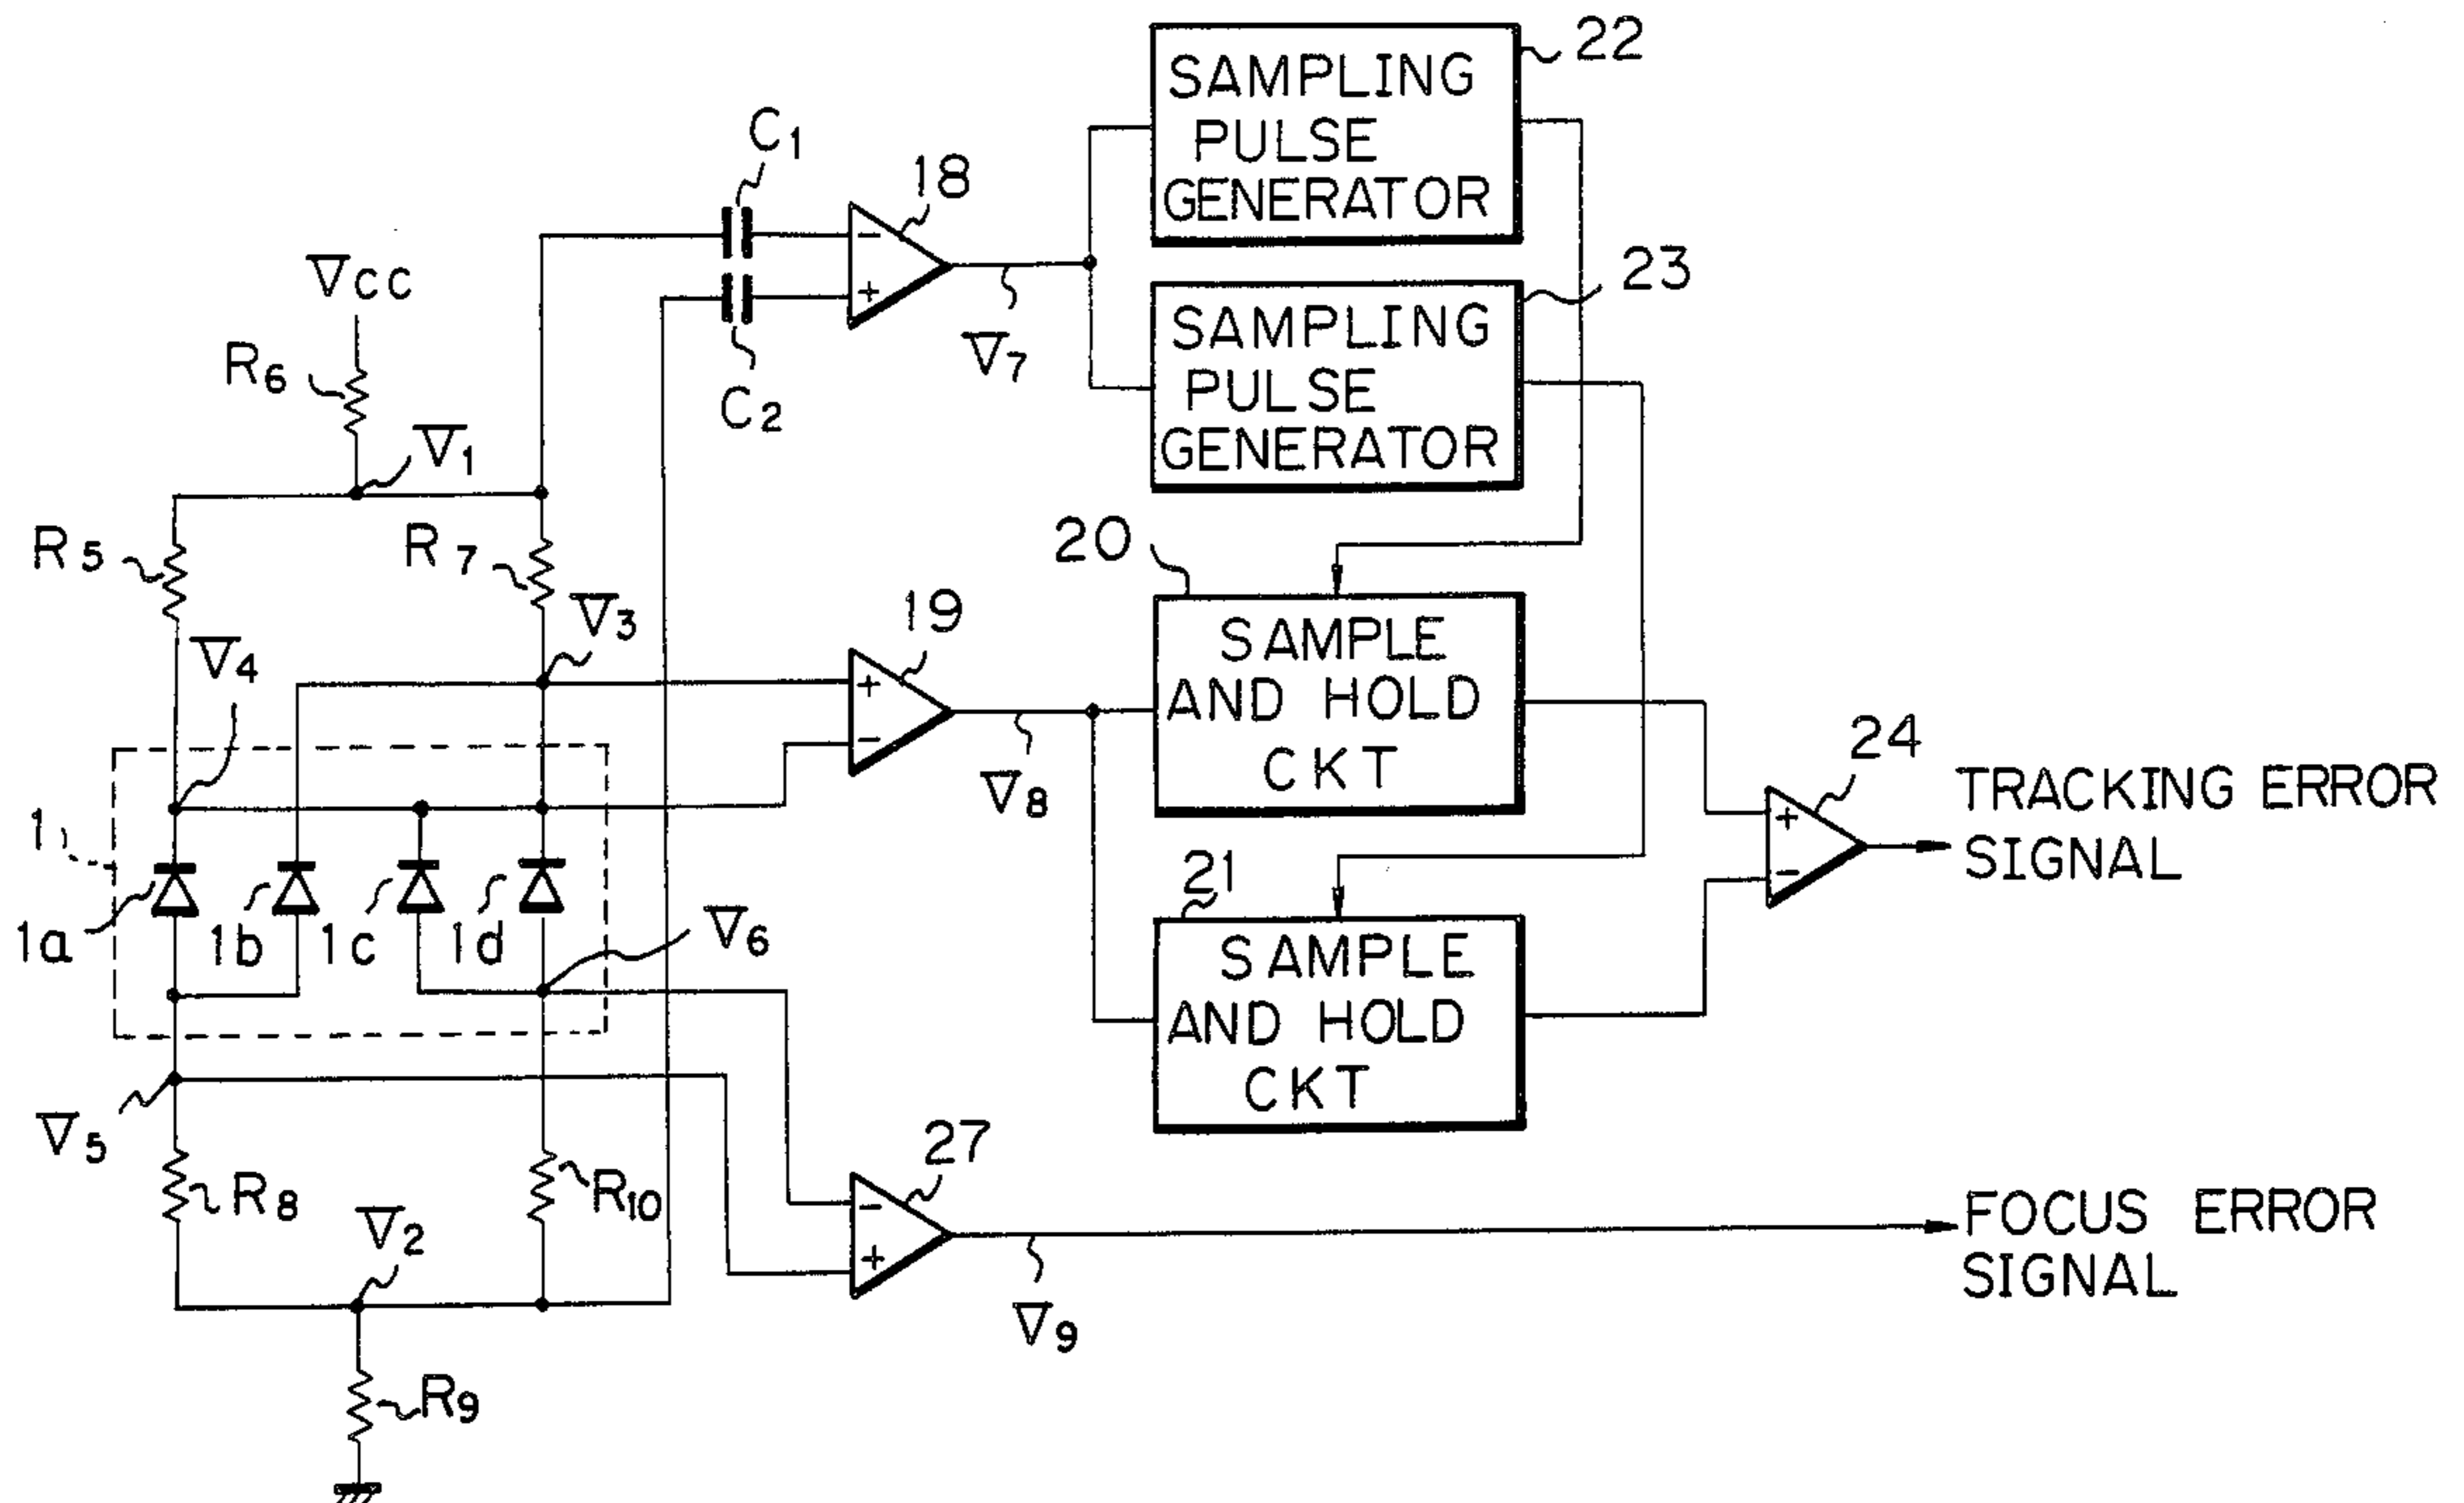 22
SAMPLING
PULSE
GENERATOR
C1
18
VCC
23
SAMPLING
PULSE
GENERATOR
R6
V7
C2
V1
R5
R7
20
V3
19
V4
SAMPLE
AND HOLD
CKT
24
V8
TRACKING ERROR
SIGNAL
1
21
1a
1b
1c
1d
V6
SAMPLE
AND HOLD
CKT
V5
27
R8
R10
V2
FOCUS ERROR
SIGNAL
V9
R9
− + + − − + + −